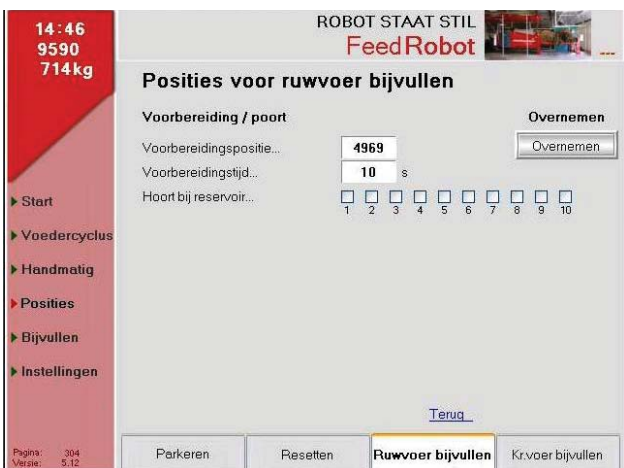 14:46
9590
714kg
ROBOT STAAT STIL
FeedRobot
...
Posities voor ruwvoer bijvullen
Voorbereiding / poort
Overnemen
Voorbereidingspositie... 4969
Overnemen
Voorbereidingstijd... 10 s
Hoort bij reservoir...
1 2 3 4 5 6 7 8 9 10
Start
Voedercyclus
Handmatig
Posities
Bijvullen
Instellingen
Terug
Pagina: 304
Versie: 5.12
Parkeren
Resetten
Ruwvoer bijvullen
Kr.voer bijvullen